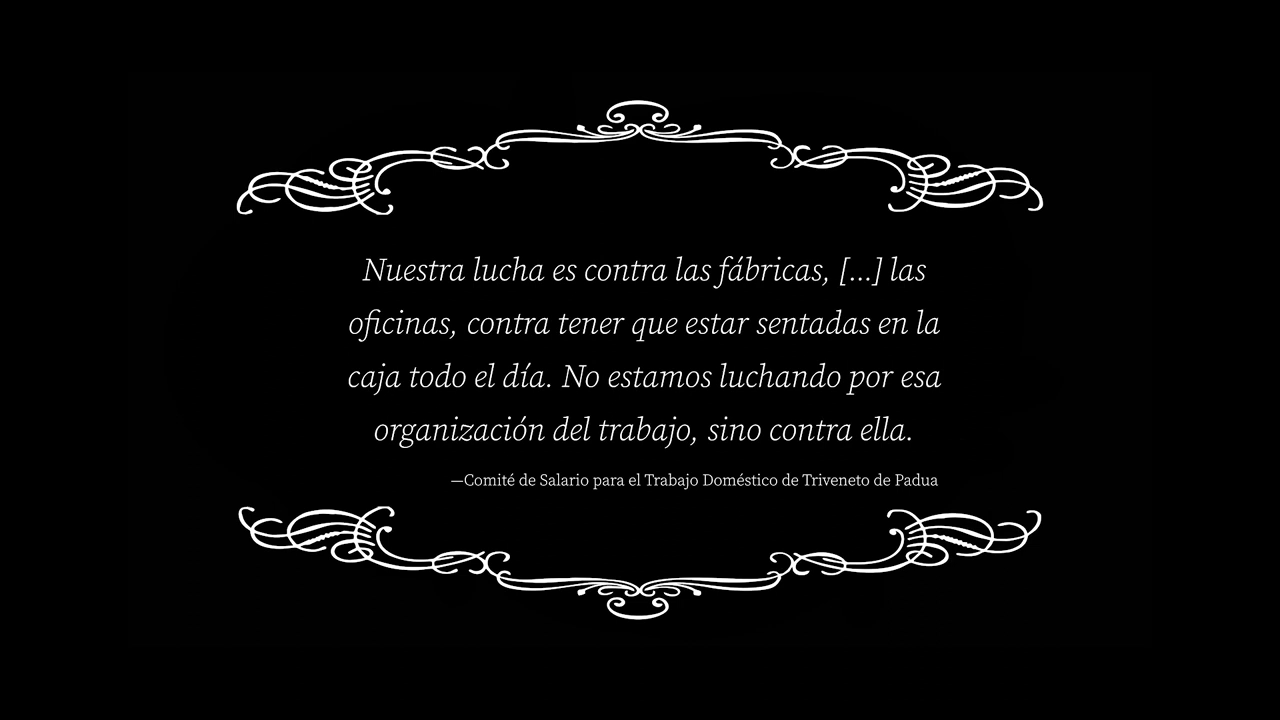 Nuestra lucha es contra las fábricas, [...] las
oficinas, contra tener que estar sentadas en la
caja todo el día. No estamos luchando por esa
organización del trabajo, sino contra ella.
—Comité de Salario para el Trabajo Doméstico de Triveneto de Padua